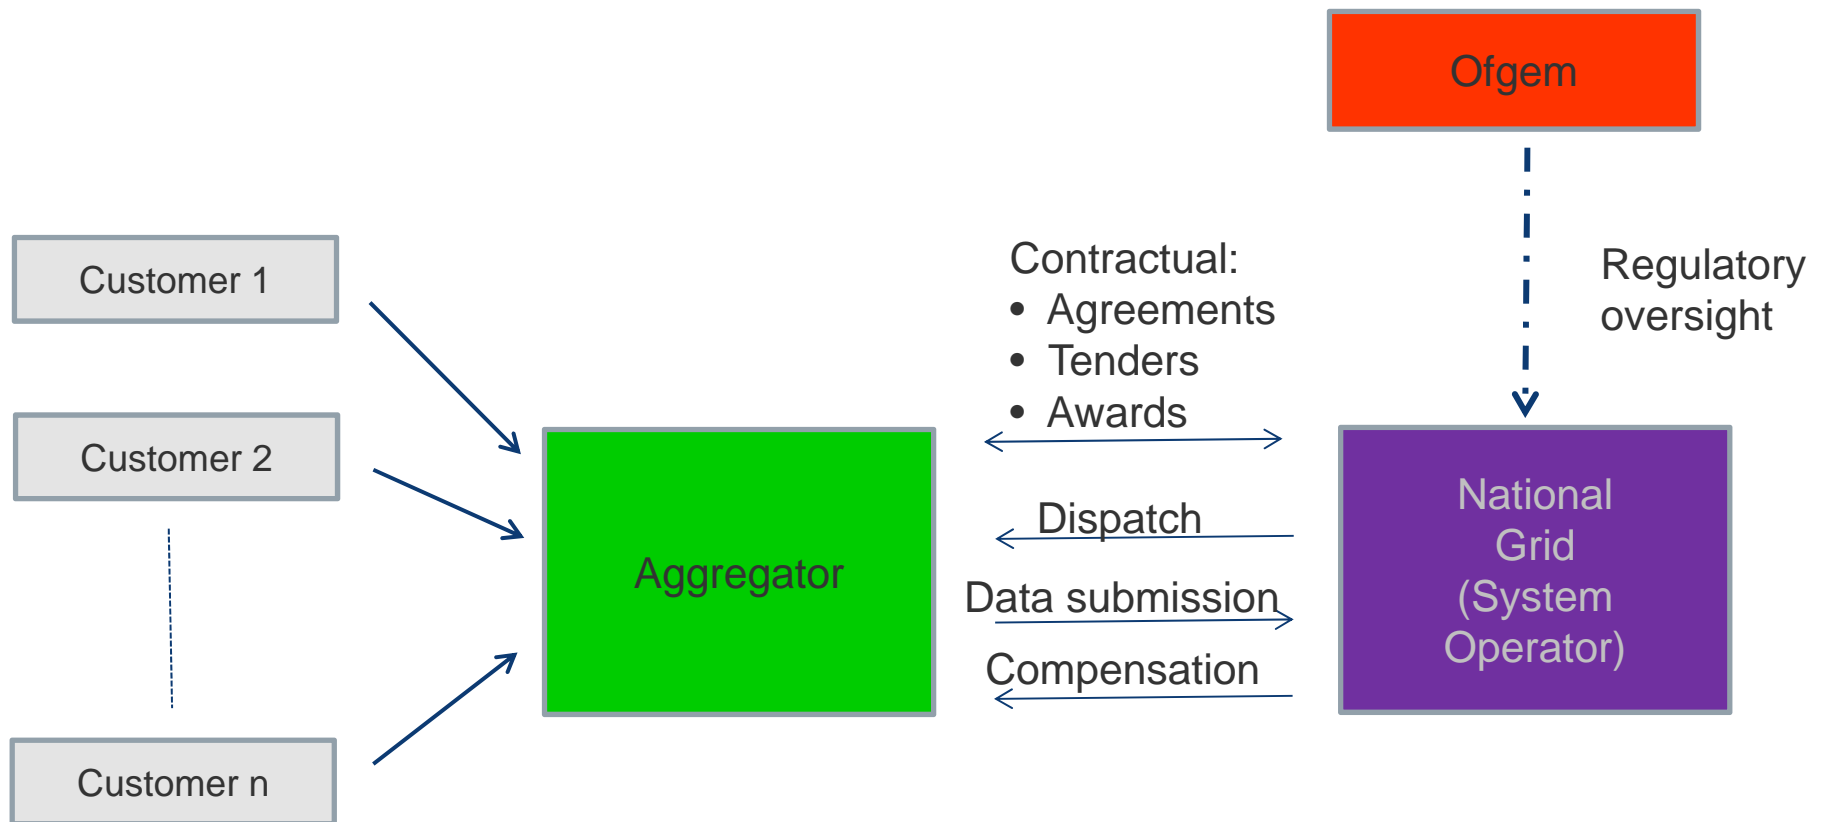 Ofgem
Contractual:
• Agreements
• Tenders
• Awards
Regulatory
oversight
Customer 1
Customer 2
Customer n
Aggregator
Dispatch
Data submission
Compensation
National
Grid
(System
Operator)